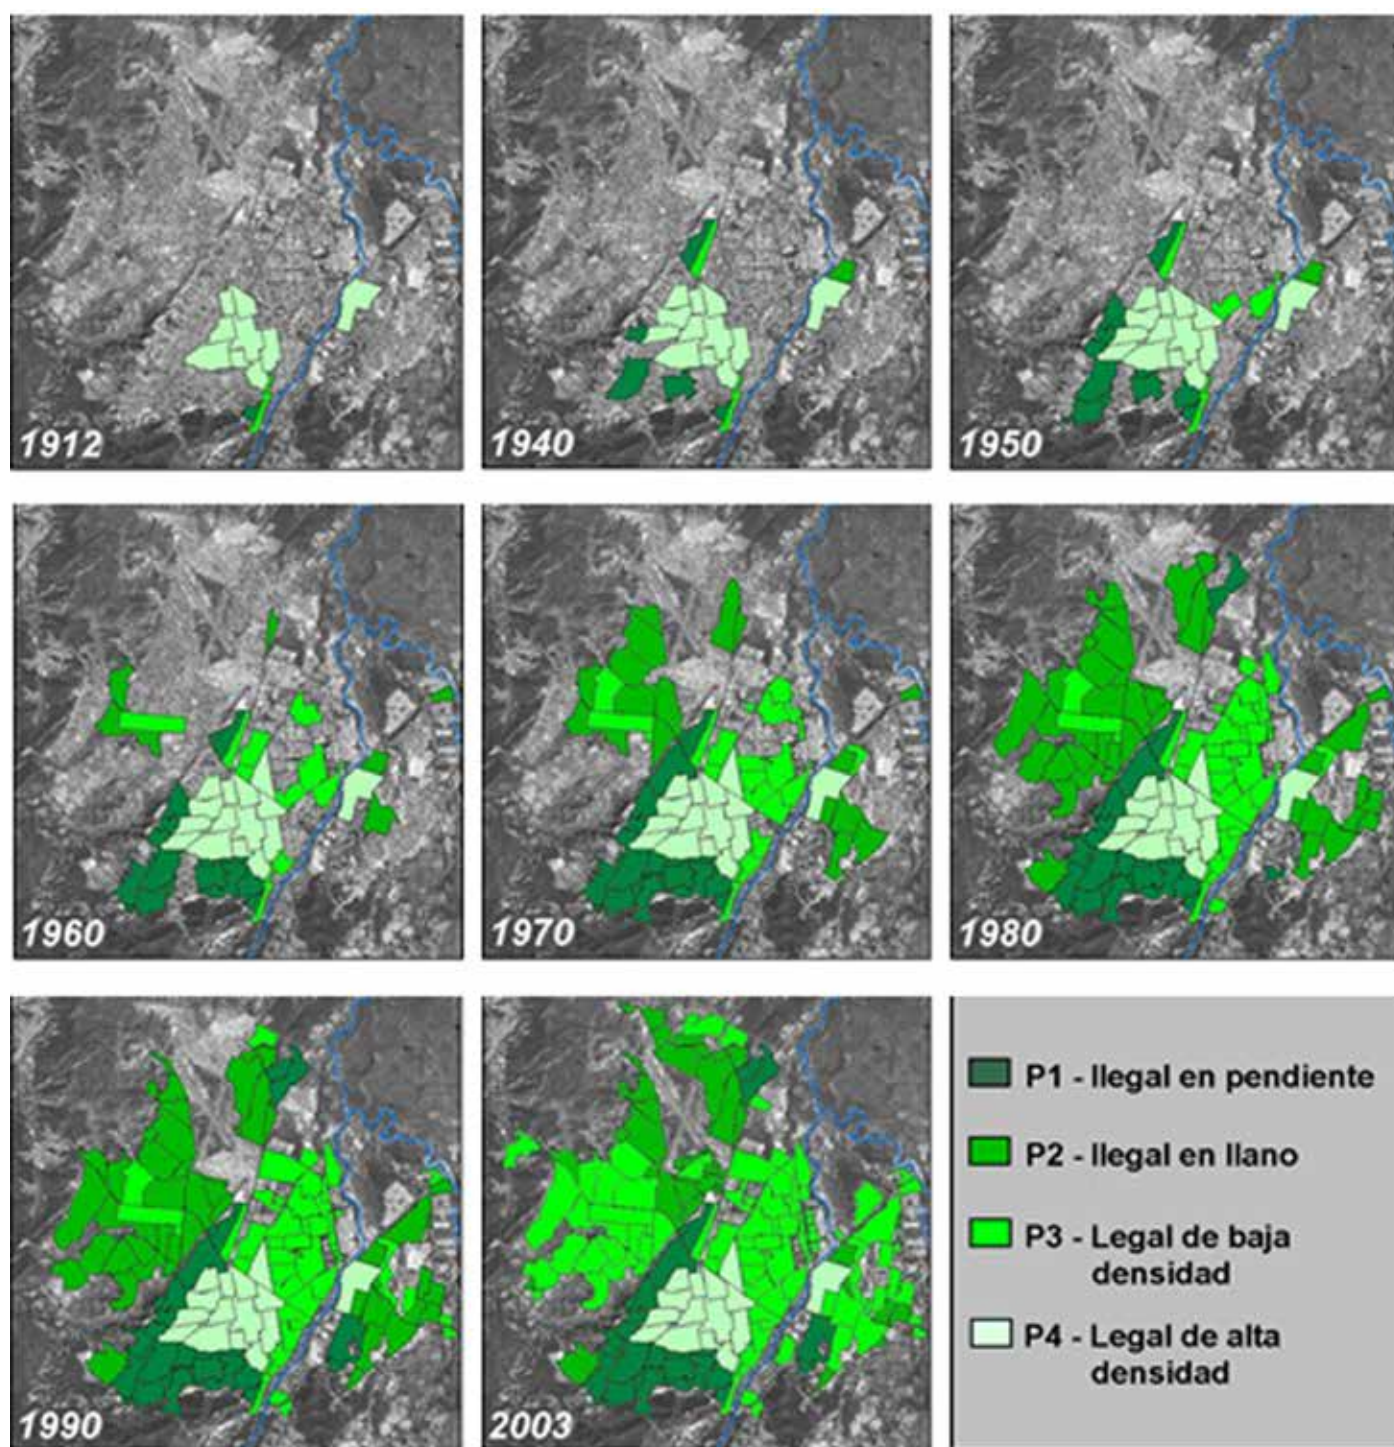 1912
1940
1950
1960
1970
1980
1990
2003
P1 - Ilegal en pendiente
P2 - Ilegal en llano
P3 - Legal de baja
densidad
P4 - Legal de alta
densidad